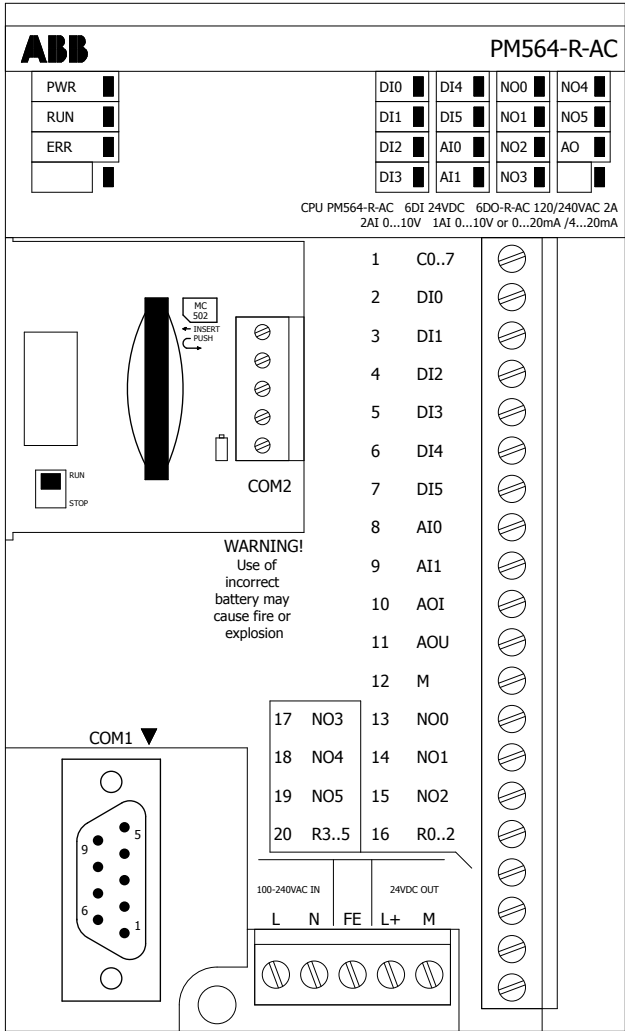 ABB PM564-R-AC
PWR DI0 DI4 NO0 NO4
RUN DI1 DI5 NO1 NO5
ERR DI2 AI0 NO2 AO
DI3 AI1 NO3
CPU PM564-R-AC 6DI 24VDC 6DO-R-AC 120/240VAC 2A
2AI 0...10V 1AI 0...10V or 0...20mA /4...20mA
1 C0..7
2 DI0
3 DI1
4 DI2
5 DI3
6 DI4
7 DI5
8 AI0
9 AI1
10 AOI
11 AOU
12 M
MC
502
INSERT
PUSH
RUN
STOP
COM2
WARNING!
Use of
incorrect
battery may
cause fire or
explosion
17 NO3 13 NO0
18 NO4 14 NO1
19 NO5 15 NO2
20 R3..5 16 R0..2
COM1
5
9
6
1
100-240VAC IN 24VDC OUT
L N FE L+ M